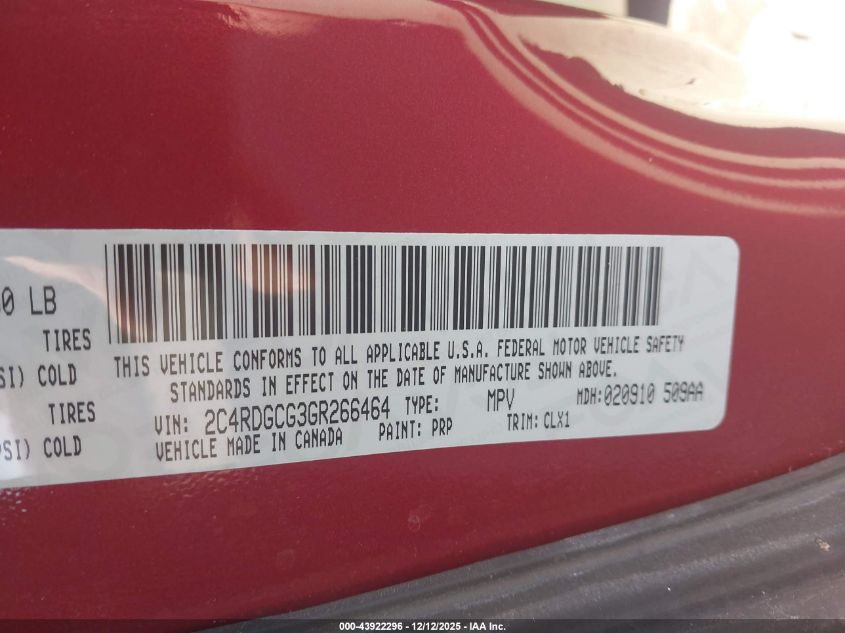 0 LB
TIRES
SI) COLD
TIRES
PSI) COLD
THIS VEHICLE CONFORMS TO ALL APPLICABLE U.S.A. FEDERAL MOTOR VEHICLE SAFETY
STANDARDS IN EFFECT ON THE DATE OF MANUFACTURE SHOWN ABOVE.
VIN: 2C4RDGCG3GR266464 TYPE: MPV MDH:020910 509AA
VEHICLE MADE IN CANADA PAINT: PRP TRIM: CLX1
000-43922296 - 12/12/2025 - IAA Inc.